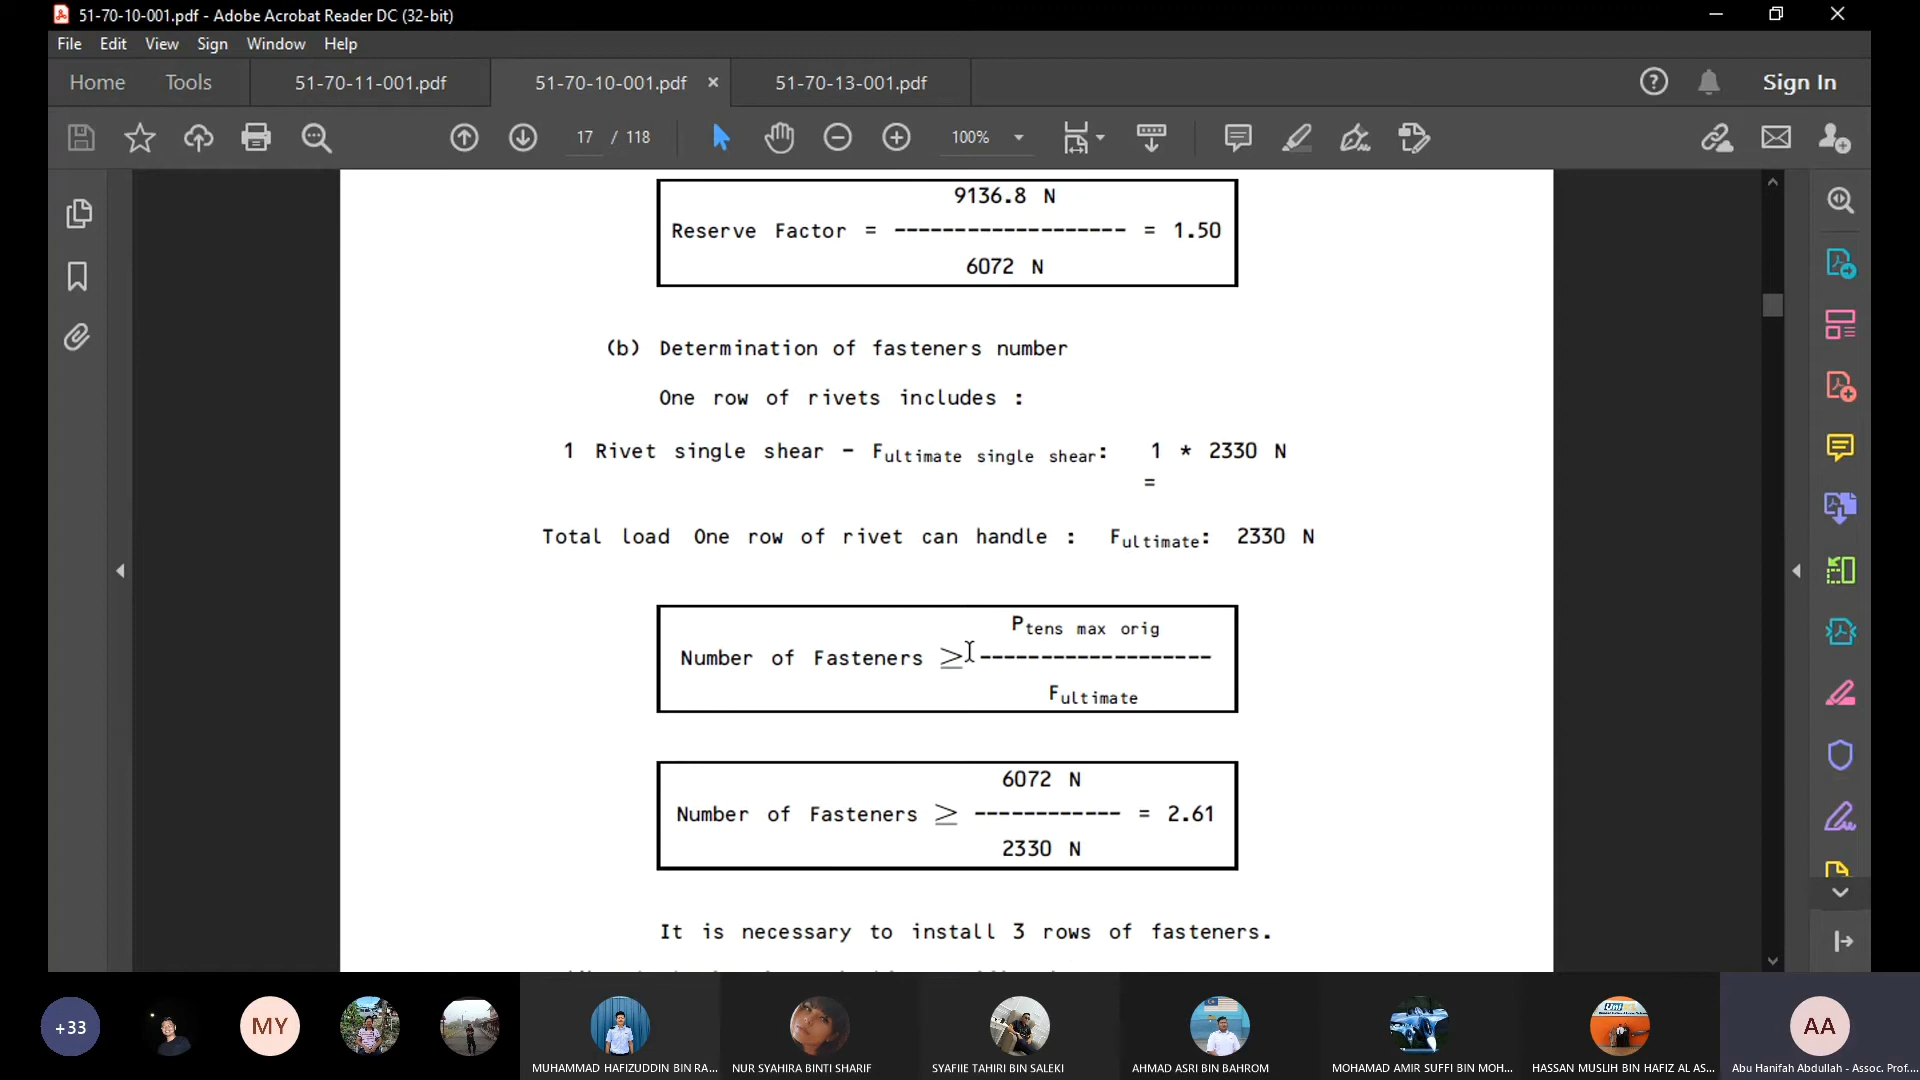 51-70-10-001.pdf - Adobe Acrobat Reader DC (32-bit)
File Edit View Sign Window Help
Home Tools 51-70-11-001.pdf 51-70-10-001.pdf × 51-70-13-001.pdf Sign In
17 / 118 100%
9136.8 N
Reserve Factor = ------------------- = 1.50
6072 N
(b) Determination of fasteners number
One row of rivets includes :
1 Rivet single shear – Fultimate single shear: 1 * 2330 N
=
Total load One row of rivet can handle : Fultimate: 2330 N
Ptens max orig
Number of Fasteners ≥ -------------------
Fultimate
6072 N
Number of Fasteners ≥ ------------ = 2.61
2330 N
It is necessary to install 3 rows of fasteners.
+33 MY AA
MUHAMMAD HAFIZUDDIN BIN RA... NUR SYAHIRA BINTI SHARIF SYAFIIE TAHIRI BIN SALEKI AHMAD ASRI BIN BAHROM MOHAMAD AMIR SUFFI BIN MOH... HASSAN MUSLIH BIN HAFIZ AL AS... Abu Hanifah Abdullah - Assoc. Prof....